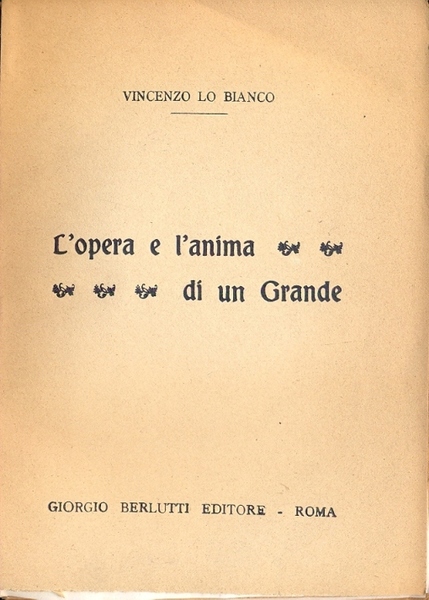 VINCENZO LO BIANCO
L'opera e l'anima
di un Grande
GIORGIO BERLUTTI EDITORE - ROMA